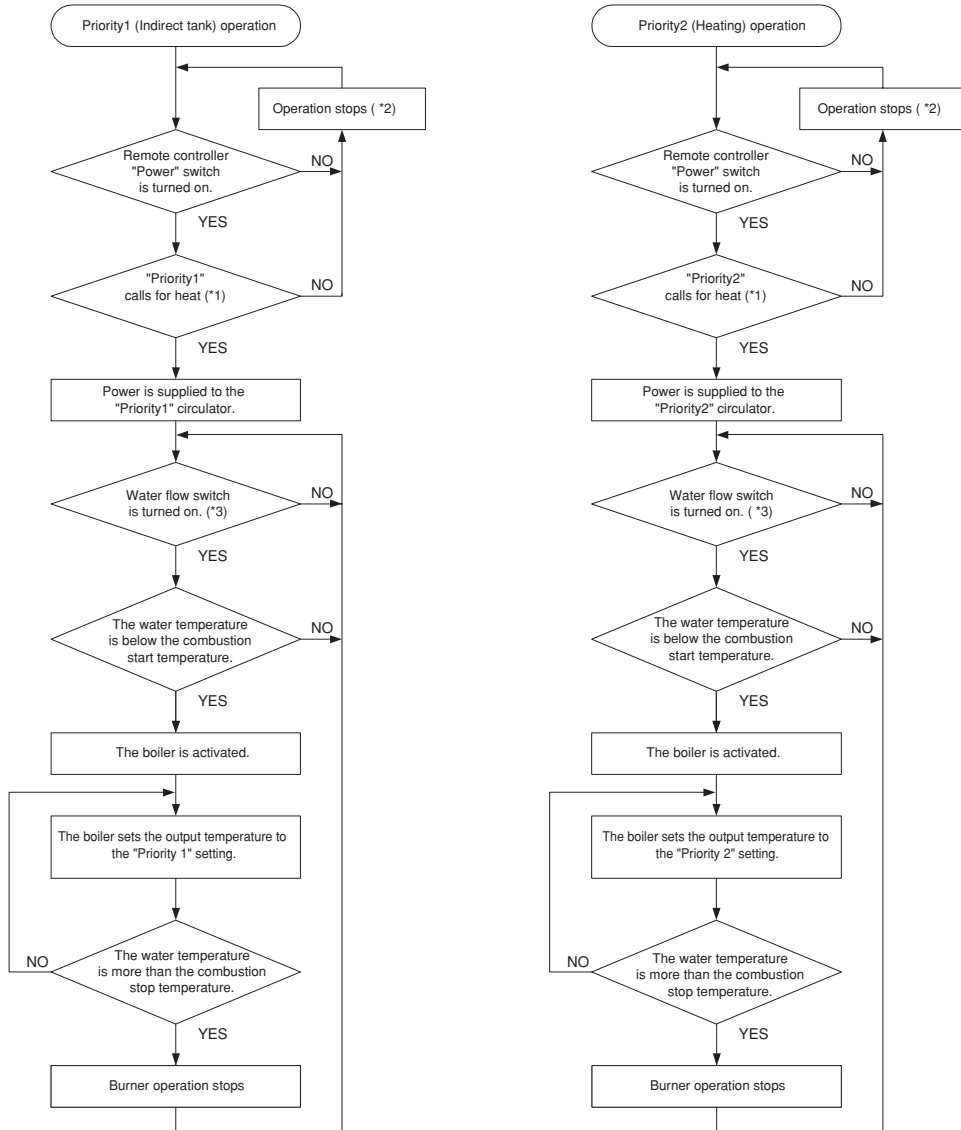 Priority1 (Indirect tank) operation
Operation stops ( *2)
Remote controller
"Power" switch
is turned on.
NO
YES
"Priority1"
calls for heat (*1)
NO
YES
Power is supplied to the
"Priority1" circulator.
Water flow switch
is turned on. (*3)
NO
YES
The water temperature
is below the combustion
start temperature.
NO
YES
The boiler is activated.
The boiler sets the output temperature to
the "Priority 1" setting.
The water temperature
is more than the combustion
stop temperature.
NO
YES
Burner operation stops
Priority2 (Heating) operation
Operation stops ( *2)
Remote controller
"Power" switch
is turned on.
NO
YES
"Priority2"
calls for heat (*1)
NO
YES
Power is supplied to the
"Priority2" circulator.
Water flow switch
is turned on. ( *3)
NO
YES
The water temperature
is below the combustion
start temperature.
NO
YES
The boiler is activated.
The boiler sets the output temperature to
the "Priority 2" setting.
The water temperature
is more than the combustion
stop temperature.
NO
YES
Burner operation stops